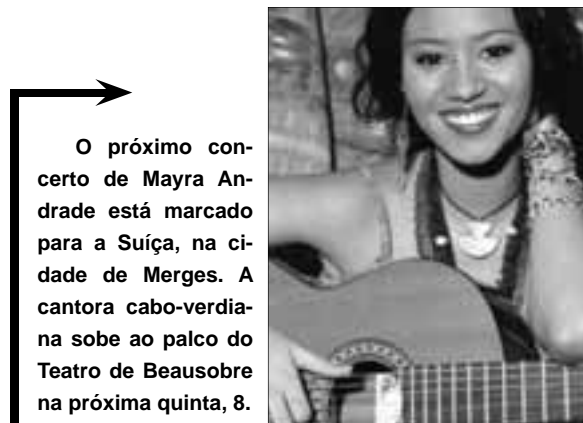 O próximo con-
certo de Mayra An-
drade está marcado
para a Suíça, na ci-
dade de Merges. A
cantora cabo-verdia-
na sobe ao palco do
Teatro de Beausobre
na próxima quinta, 8.